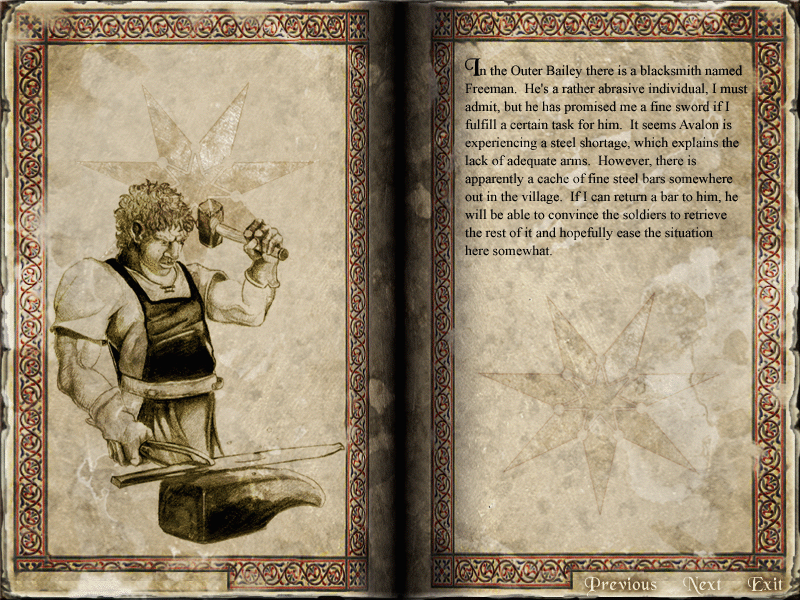 In the Outer Bailey there is a blacksmith named
Freeman. He's a rather abrasive individual, I must
admit, but he has promised me a fine sword if I
fulfill a certain task for him. It seems Avalon is
experiencing a steel shortage, which explains the
lack of adequate arms. However, there is
apparently a cache of fine steel bars somewhere
out in the village. If I can return a bar to him, he
will be able to convince the soldiers to retrieve
the rest of it and hopefully ease the situation
here somewhat.
Previous Next Exit